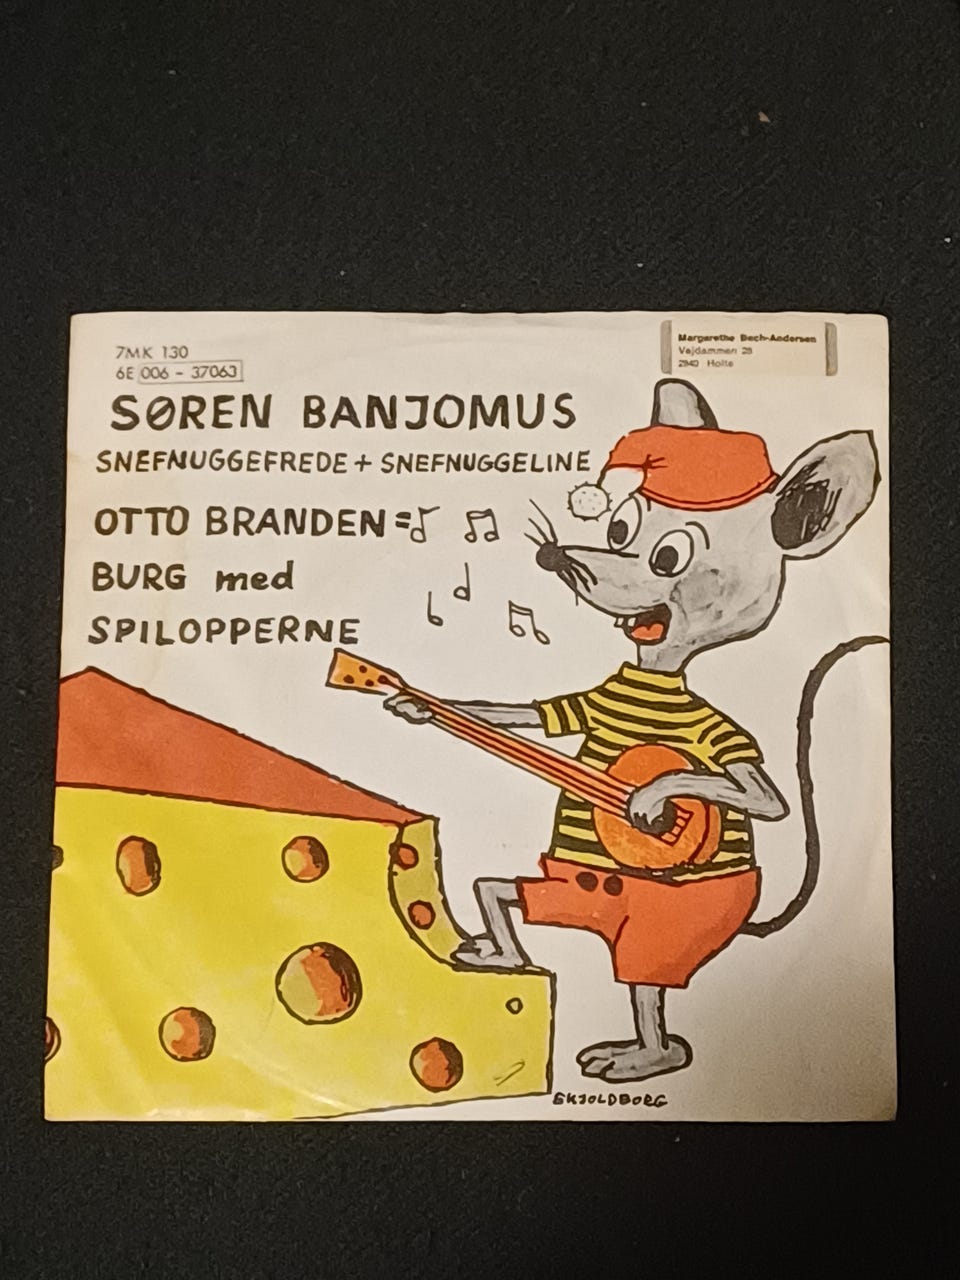 7MK 130
6E 006 - 37063
Margarethe Bech-Andersen
Vejdammen 28
2840 Holte
SØREN BANJOMUS
SNEFNUGGEFREDE + SNEFNUGGELINE
OTTO BRANDEN=
BURG med
SPILOPPERNE
SKJOLDBORG